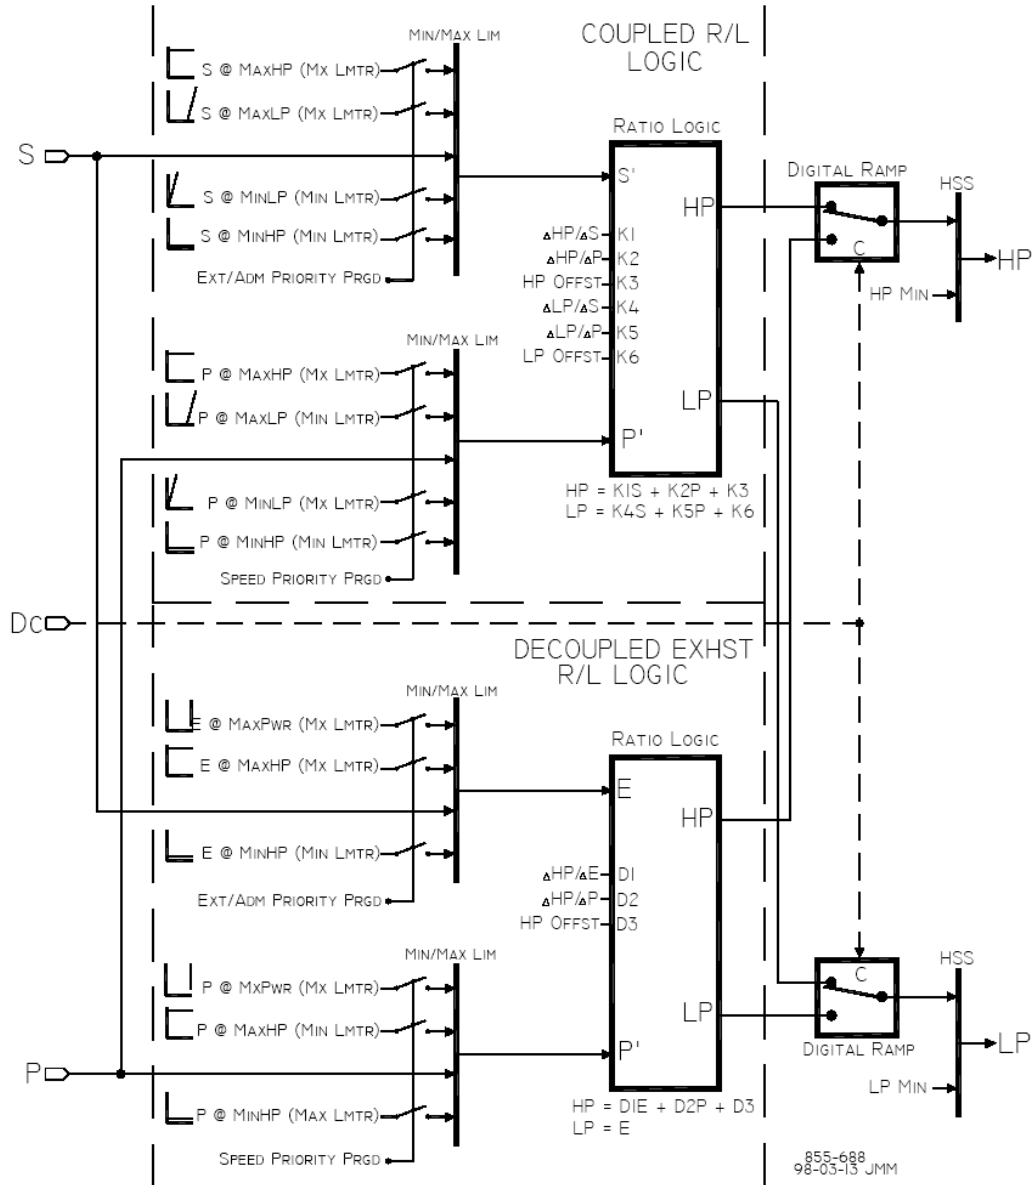 MIN/MAX LIM
COUPLED R/L
LOGIC
S @ MAXHP (MX LMTR)
S @ MAXLP (MX LMTR)
S
S @ MINLP (MIN LMTR)
S @ MINHP (MIN LMTR)
EXT/ADM PRIORITY PRGD
RATIO LOGIC
S'
HP
ΔHP/ΔS K1
ΔHP/ΔP K2
HP OFFST K3
ΔLP/ΔS K4
ΔLP/ΔP K5
LP OFFST K6
LP
P'
HP = K1S + K2P + K3
LP = K4S + K5P + K6
DIGITAL RAMP
C
HSS
HP
HP MIN
MIN/MAX LIM
P @ MAXHP (MX LMTR)
P @ MAXLP (MIN LMTR)
P @ MINLP (MX LMTR)
P @ MINHP (MIN LMTR)
SPEED PRIORITY PRGD
DC
DECOUPLED EXHST
R/L LOGIC
MIN/MAX LIM
E @ MAXPWR (MX LMTR)
E @ MAXHP (MX LMTR)
E @ MINHP (MIN LMTR)
EXT/ADM PRIORITY PRGD
RATIO LOGIC
E
HP
ΔHP/ΔE D1
ΔHP/ΔP D2
HP OFFST D3
LP
P'
HP = D1E + D2P + D3
LP = E
MIN/MAX LIM
P @ MXPWR (MX LMTR)
P @ MAXHP (MIN LMTR)
P
P @ MINHP (MAX LMTR)
SPEED PRIORITY PRGD
C
DIGITAL RAMP
HSS
LP
LP MIN
855-688
98-03-13 JMM